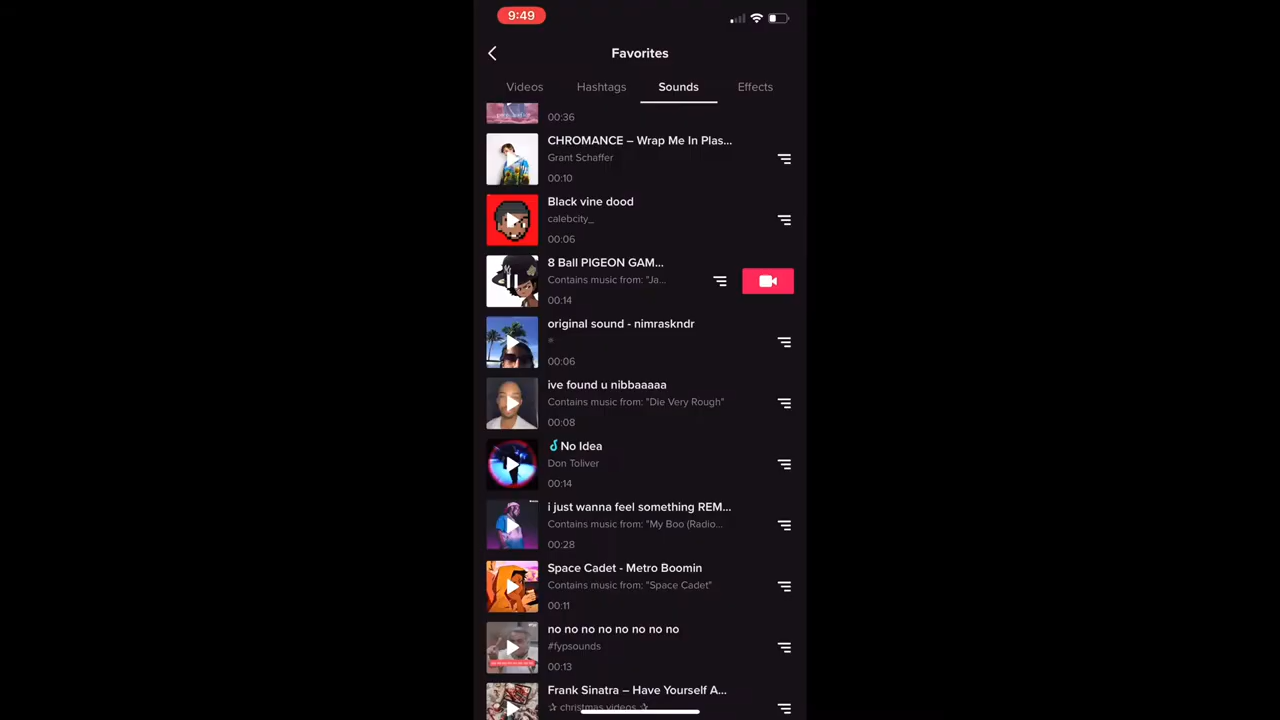 9:49
Favorites
Videos Hashtags Sounds Effects
00:36
CHROMANCE – Wrap Me In Plas...
Grant Schaffer
00:10
Black vine dood
calebcity_
00:06
8 Ball PIGEON GAM...
Contains music from: "Ja...
00:14
original sound - nimraskndr
00:06
ive found u nibbaaaaa
Contains music from: "Die Very Rough"
00:08
No Idea
Don Toliver
00:14
i just wanna feel something REM...
Contains music from: "My Boo (Radio...
00:28
Space Cadet - Metro Boomin
Contains music from: "Space Cadet"
00:11
no no no no no no no no
#fypsounds
00:13
Frank Sinatra – Have Yourself A...
✰ christmas videos ✰